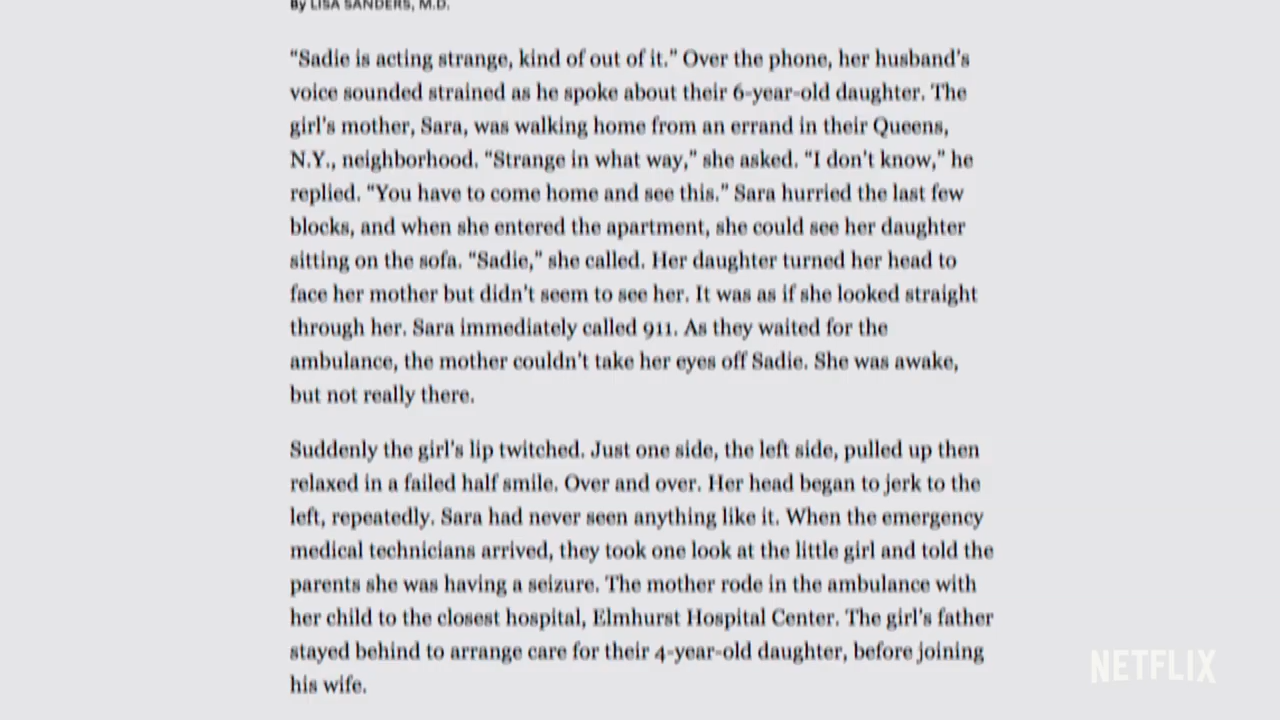 By LISA SANDERS, M.D.
“Sadie is acting strange, kind of out of it.” Over the phone, her husband’s
voice sounded strained as he spoke about their 6-year-old daughter. The
girl’s mother, Sara, was walking home from an errand in their Queens,
N.Y., neighborhood. “Strange in what way,” she asked. “I don’t know,” he
replied. “You have to come home and see this.” Sara hurried the last few
blocks, and when she entered the apartment, she could see her daughter
sitting on the sofa. “Sadie,” she called. Her daughter turned her head to
face her mother but didn’t seem to see her. It was as if she looked straight
through her. Sara immediately called 911. As they waited for the
ambulance, the mother couldn’t take her eyes off Sadie. She was awake,
but not really there.
Suddenly the girl’s lip twitched. Just one side, the left side, pulled up then
relaxed in a failed half smile. Over and over. Her head began to jerk to the
left, repeatedly. Sara had never seen anything like it. When the emergency
medical technicians arrived, they took one look at the little girl and told the
parents she was having a seizure. The mother rode in the ambulance with
her child to the closest hospital, Elmhurst Hospital Center. The girl’s father
stayed behind to arrange care for their 4-year-old daughter, before joining
his wife.
NETFLIX